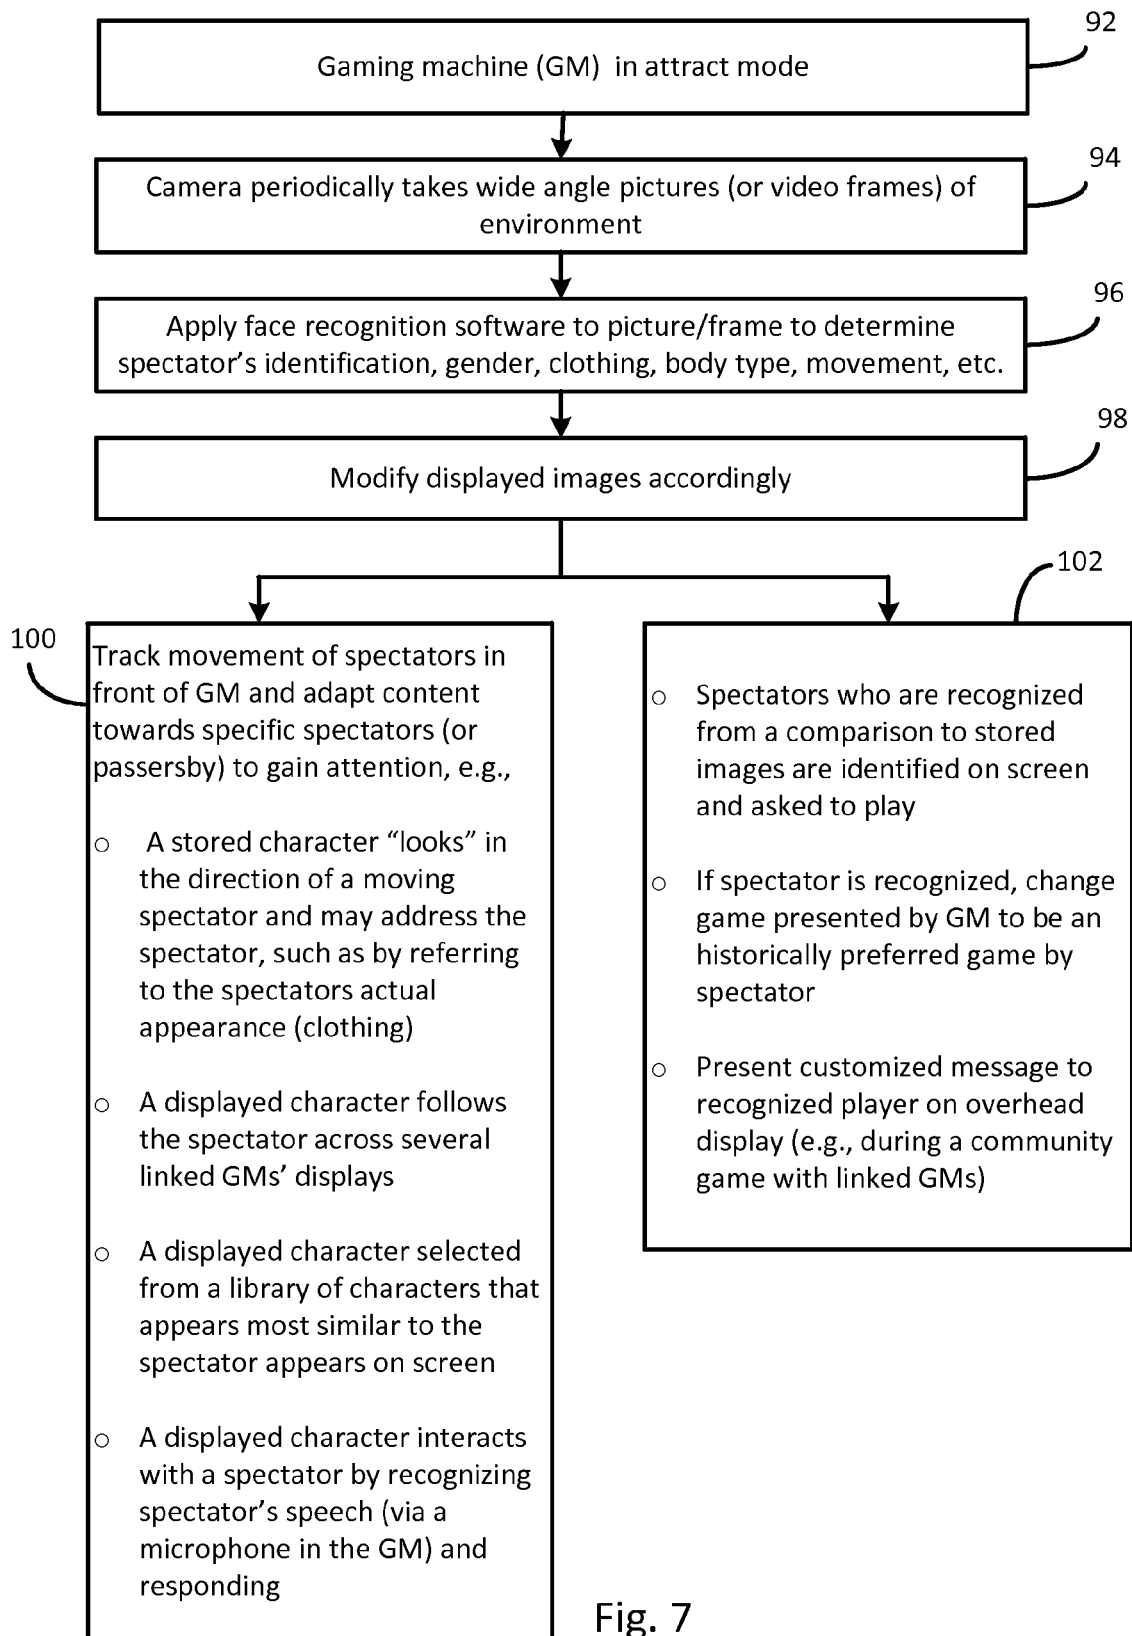 92
Gaming machine (GM) in attract mode
94
Camera periodically takes wide angle pictures (or video frames) of
environment
96
Apply face recognition software to picture/frame to determine
spectator’s identification, gender, clothing, body type, movement, etc.
98
Modify displayed images accordingly
100
Track movement of spectators in
front of GM and adapt content
towards specific spectators (or
passersby) to gain attention, e.g.,
○ A stored character “looks” in
the direction of a moving
spectator and may address the
spectator, such as by referring
to the spectators actual
appearance (clothing)
○ A displayed character follows
the spectator across several
linked GMs’ displays
○ A displayed character selected
from a library of characters that
appears most similar to the
spectator appears on screen
○ A displayed character interacts
with a spectator by recognizing
spectator’s speech (via a
microphone in the GM) and
responding
102
○ Spectators who are recognized
from a comparison to stored
images are identified on screen
and asked to play
○ If spectator is recognized, change
game presented by GM to be an
historically preferred game by
spectator
○ Present customized message to
recognized player on overhead
display (e.g., during a community
game with linked GMs)
Fig. 7